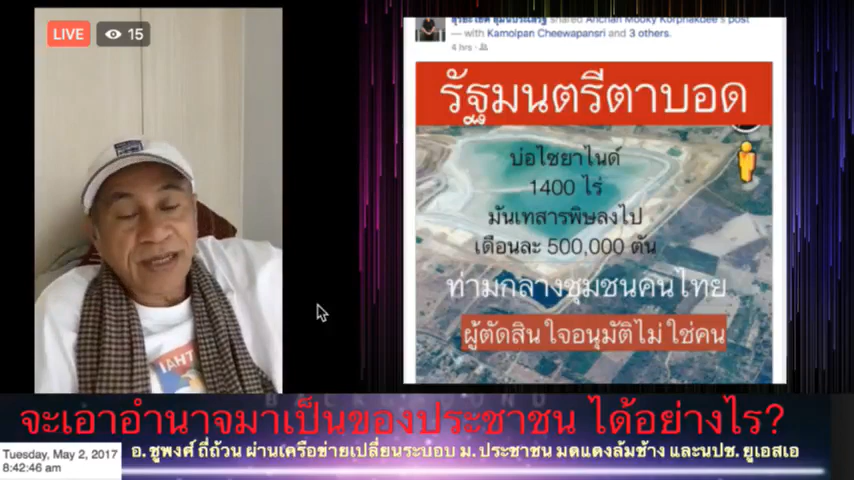 LIVE 15
shared Anchan Mooky Korphakdee's post
— with Kamolpan Cheewapansri and 3 others.
4 hrs
รัฐมนตรีตาบอด
บ่อไซยาไนด์
1400 ไร่
มันเทสารพิษลงไป
เดือนละ 500,000 ตัน
ท่ามกลางชุมชนคนไทย
ผู้ตัดสินใจอนุมัติไม่ใช่คน
จะเอาอำนาจมาเป็นของประชาชน ได้อย่างไร?
อ. ชูพงศ์ ถี่ถ้วน ผ่านเครือข่ายเปลี่ยนระบอบ ม. ประชาชน มดแดงล้มช้าง และนปช. ยูเอสเอ
Tuesday, May 2, 2017
8:42:46 am